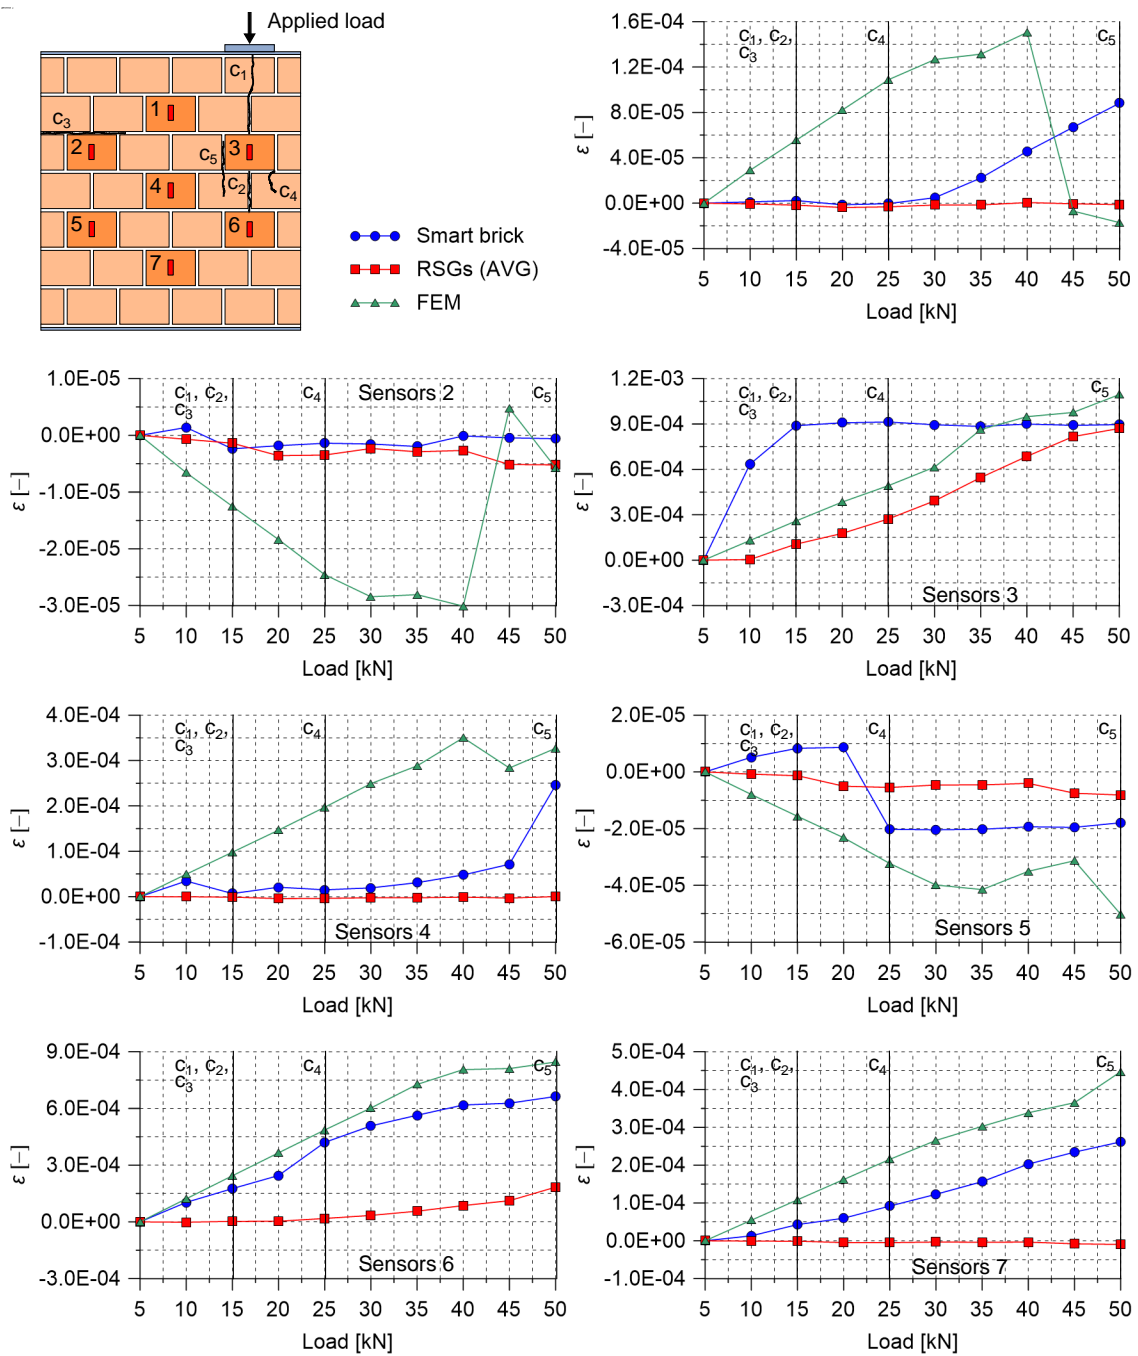 Applied load
c1
1
c3
2
c5
3
4
c2
c4
5
6
7
Smart brick
RSGs (AVG)
FEM
1.6E-04
1.2E-04
8.0E-05
4.0E-05
0.0E+00
-4.0E-05
ε [–]
c1, c2,
c3
c4
c5
5 10 15 20 25 30 35 40 45 50
Load [kN]
1.0E-05
0.0E+00
-1.0E-05
-2.0E-05
-3.0E-05
ε [–]
c1, c2,
c3
c4
Sensors 2
c5
5 10 15 20 25 30 35 40 45 50
Load [kN]
1.2E-03
9.0E-04
6.0E-04
3.0E-04
0.0E+00
-3.0E-04
ε [–]
c1, c2,
c3
c4
c5
Sensors 3
5 10 15 20 25 30 35 40 45 50
Load [kN]
4.0E-04
3.0E-04
2.0E-04
1.0E-04
0.0E+00
-1.0E-04
ε [–]
c1, c2,
c3
c4
c5
Sensors 4
5 10 15 20 25 30 35 40 45 50
Load [kN]
2.0E-05
0.0E+00
-2.0E-05
-4.0E-05
-6.0E-05
ε [–]
c1, c2,
c3
c4
c5
Sensors 5
5 10 15 20 25 30 35 40 45 50
Load [kN]
9.0E-04
6.0E-04
3.0E-04
0.0E+00
-3.0E-04
ε [–]
c1, c2,
c3
c4
c5
Sensors 6
5 10 15 20 25 30 35 40 45 50
Load [kN]
5.0E-04
4.0E-04
3.0E-04
2.0E-04
1.0E-04
0.0E+00
-1.0E-04
ε [–]
c1, c2,
c3
c4
c5
Sensors 7
5 10 15 20 25 30 35 40 45 50
Load [kN]